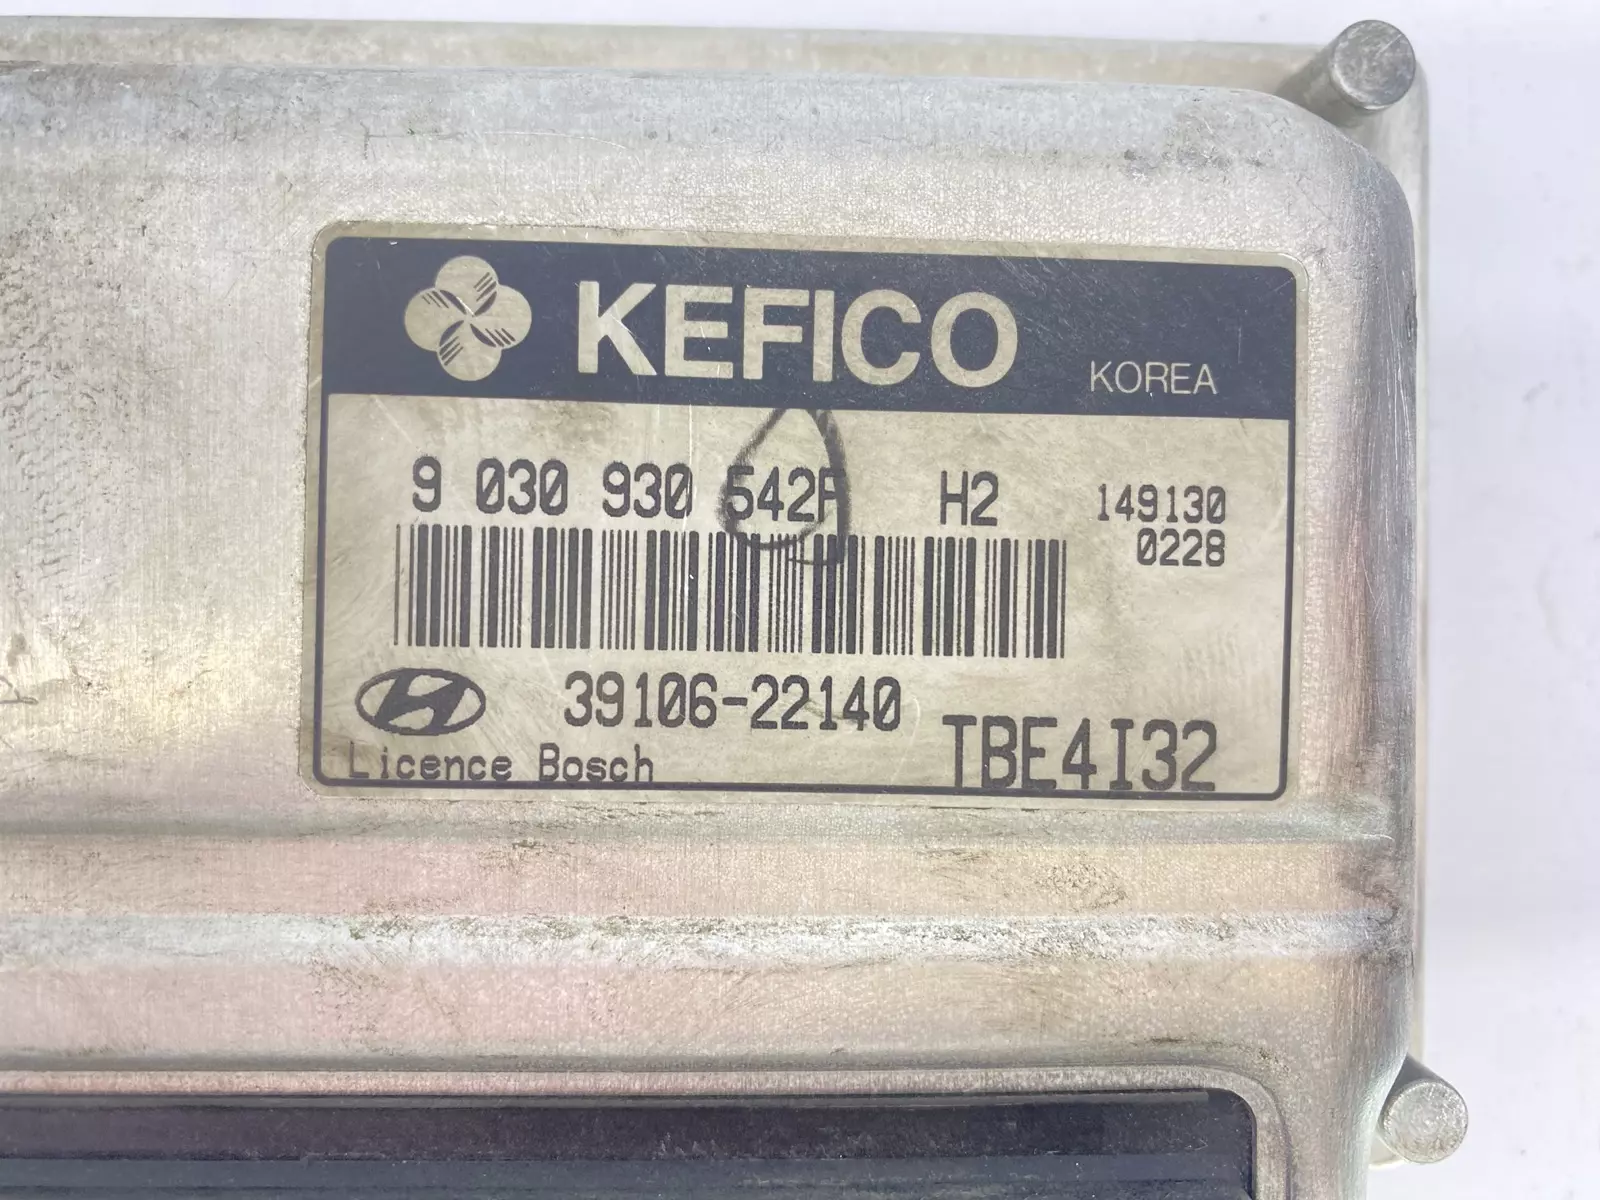 KEFICO KOREA
9 030 930 542F H2 149130
0228
39106-22140 TBE4I32
Licence Bosch